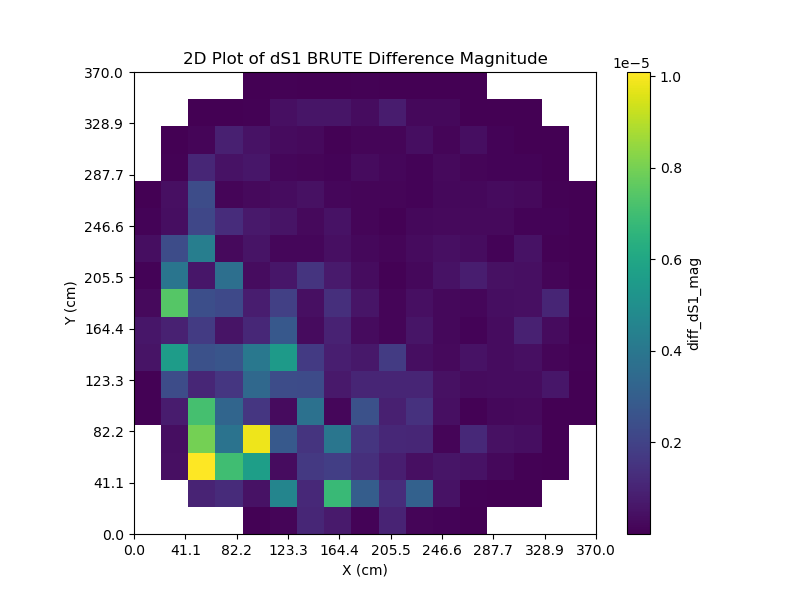 2D Plot of dS1 BRUTE Difference Magnitude
1e−5
370.0
328.9
287.7
246.6
205.5
164.4
123.3
82.2
41.1
0.0
Y (cm)
0.0 41.1 82.2 123.3 164.4 205.5 246.6 287.7 328.9 370.0
X (cm)
1.0
0.8
0.6
0.4
0.2
diff_dS1_mag